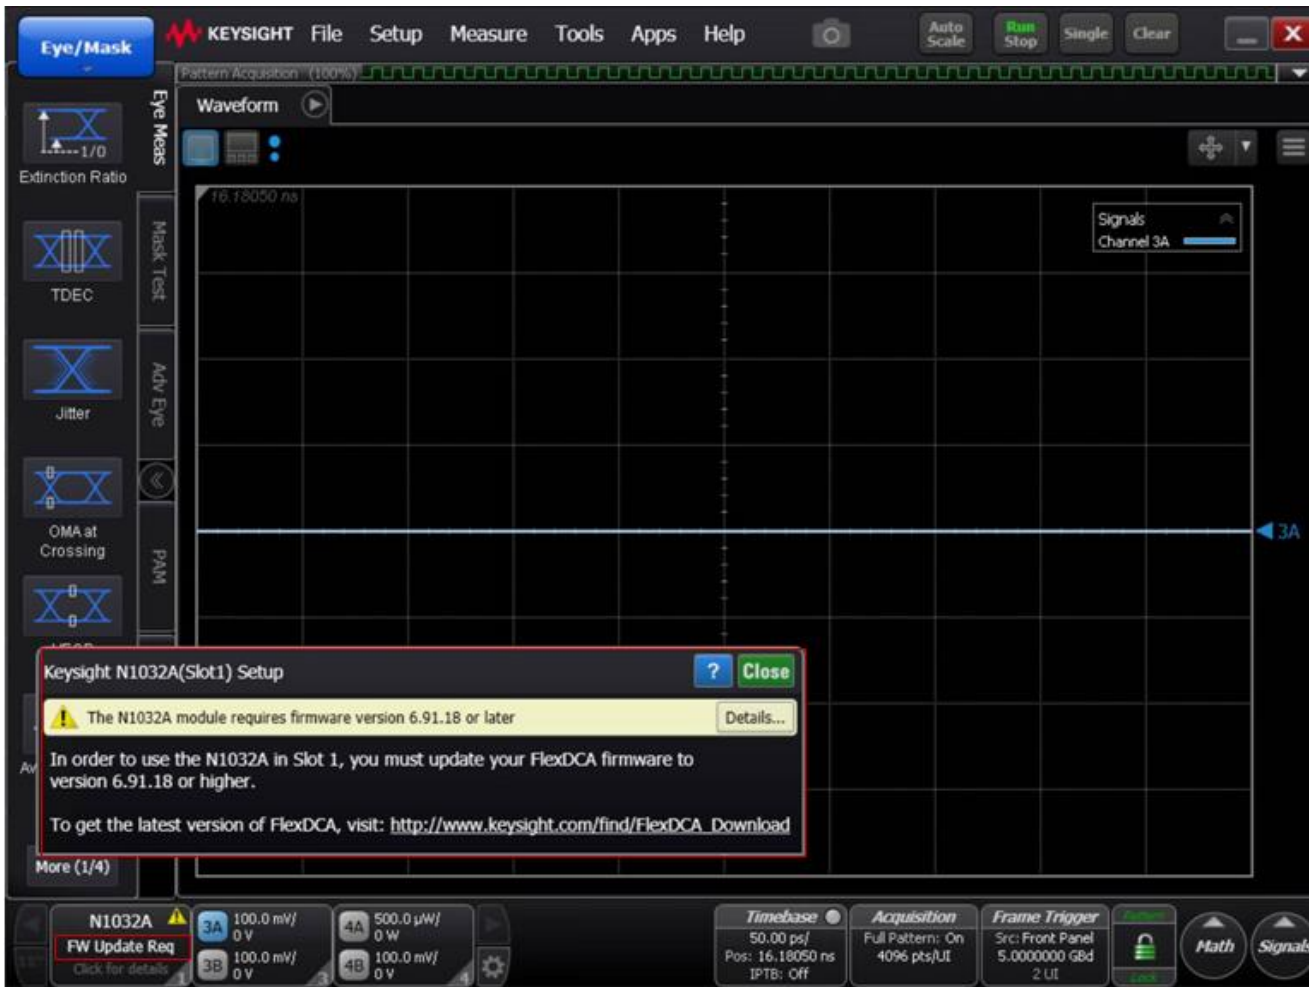 Eye/Mask
KEYSIGHT File Setup Measure Tools Apps Help
Auto Scale
Run Stop
Single
Clear
Pattern Acquisition (100%)
Waveform
Eye Meas
Mask Test
Adv Eye
PAM
1/0
Extinction Ratio
TDEC
Jitter
OMA at
Crossing
16.18050 ns
Signals
Channel 3A
3A
Keysight N1032A(Slot1) Setup
? Close
The N1032A module requires firmware version 6.91.18 or later
Details...
In order to use the N1032A in Slot 1, you must update your FlexDCA firmware to
version 6.91.18 or higher.
To get the latest version of FlexDCA, visit: http://www.keysight.com/find/FlexDCA_Download
More (1/4)
N1032A
FW Update Req
Click for details
1
3A 100.0 mV/
0 V
3B 100.0 mV/
0 V
3
4A 500.0 µW/
0 W
4B 100.0 mV/
0 V
4
Timebase
50.00 ps/
Pos: 16.18050 ns
IPTB: Off
Acquisition
Full Pattern: On
4096 pts/UI
Frame Trigger
Src: Front Panel
5.0000000 GBd
2 UI
Pattern
Lock
Math
Signals